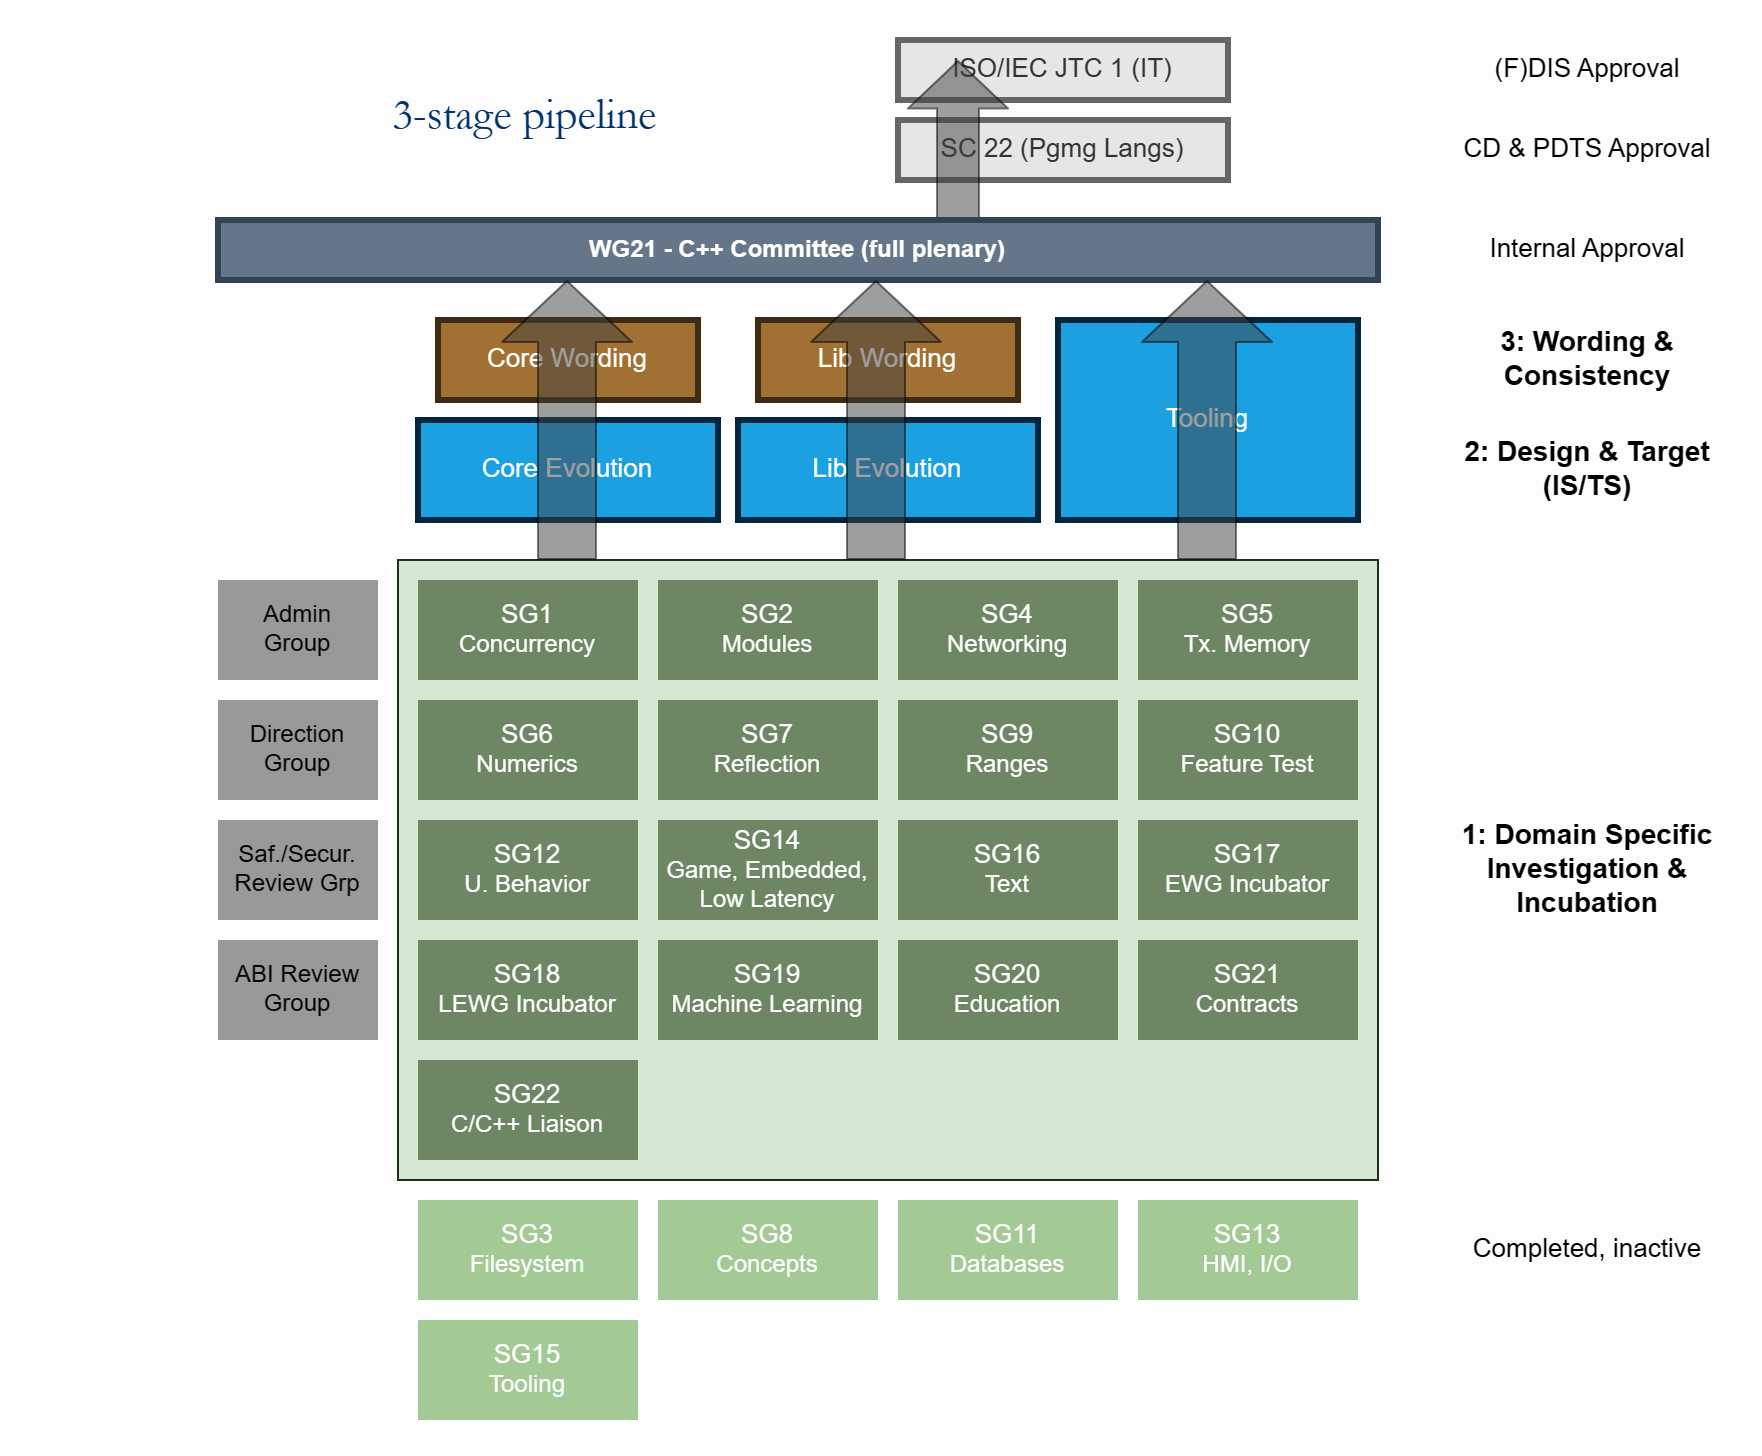 3-stage pipeline
ISO/IEC JTC 1 (IT)
(F)DIS Approval
SC 22 (Pgmg Langs)
CD & PDTS Approval
WG21 - C++ Committee (full plenary)
Internal Approval
Core Wording
Lib Wording
Tooling
3: Wording &
Consistency
Core Evolution
Lib Evolution
2: Design & Target
(IS/TS)
Admin
Group
SG1
Concurrency
SG2
Modules
SG4
Networking
SG5
Tx. Memory
Direction
Group
SG6
Numerics
SG7
Reflection
SG9
Ranges
SG10
Feature Test
Saf./Secur.
Review Grp
SG12
U. Behavior
SG14
Game, Embedded,
Low Latency
SG16
Text
SG17
EWG Incubator
1: Domain Specific
Investigation &
Incubation
ABI Review
Group
SG18
LEWG Incubator
SG19
Machine Learning
SG20
Education
SG21
Contracts
SG22
C/C++ Liaison
SG3
Filesystem
SG8
Concepts
SG11
Databases
SG13
HMI, I/O
Completed, inactive
SG15
Tooling